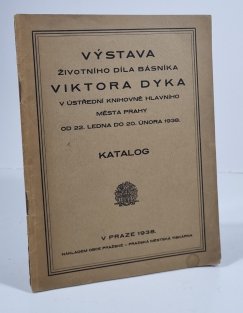 VÝSTAVA
ŽIVOTNÍHO DÍLA BÁSNÍKA
VIKTORA DYKA
V ÚSTŘEDNÍ KNIHOVNĚ HLAVNÍHO
MĚSTA PRAHY
OD 22. LEDNA DO 20. ÚNORA 1938.
KATALOG
V PRAZE 1938.
NÁKLADEM OBCE PRAŽSKÉ – PRAŽSKÁ MĚSTSKÁ TISKÁRNA